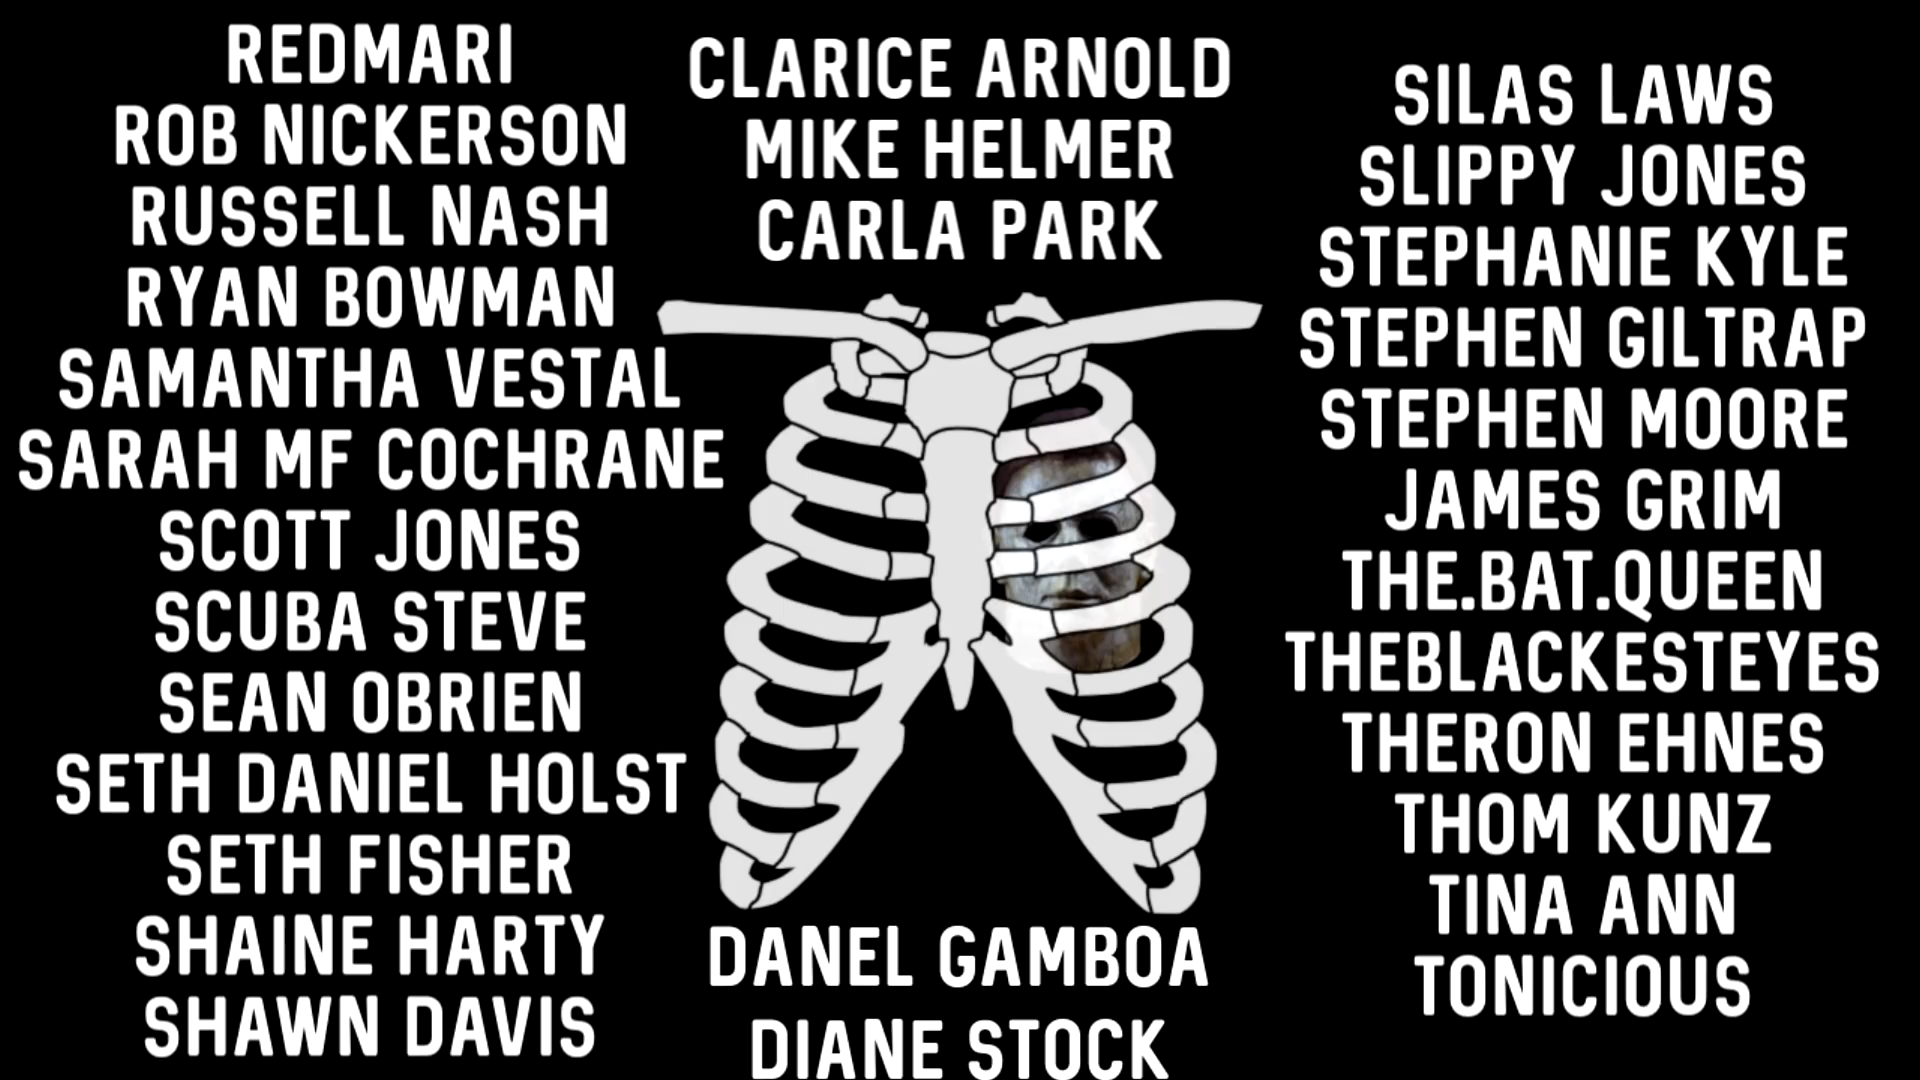 REDMARI
ROB NICKERSON
RUSSELL NASH
RYAN BOWMAN
SAMANTHA VESTAL
SARAH MF COCHRANE
SCOTT JONES
SCUBA STEVE
SEAN OBRIEN
SETH DANIEL HOLST
SETH FISHER
SHAINE HARTY
SHAWN DAVIS
CLARICE ARNOLD
MIKE HELMER
CARLA PARK
DANEL GAMBOA
DIANE STOCK
SILAS LAWS
SLIPPY JONES
STEPHANIE KYLE
STEPHEN GILTRAP
STEPHEN MOORE
JAMES GRIM
THE.BAT.QUEEN
THEBLACKESTEYES
THERON EHNES
THOM KUNZ
TINA ANN
TONICIOUS